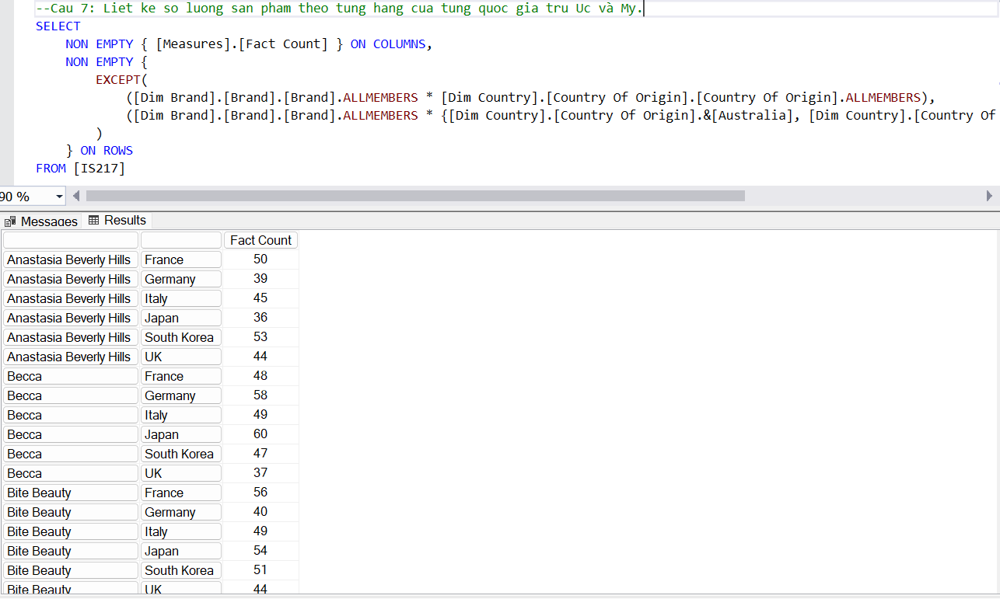 --Cau 7: Liet ke so luong san pham theo tung hang cua tung quoc gia tru Uc và My.
SELECT
NON EMPTY { [Measures].[Fact Count] } ON COLUMNS,
NON EMPTY {
EXCEPT(
([Dim Brand].[Brand].[Brand].ALLMEMBERS * [Dim Country].[Country Of Origin].[Country Of Origin].ALLMEMBERS),
([Dim Brand].[Brand].[Brand].ALLMEMBERS * {[Dim Country].[Country Of Origin].&[Australia], [Dim Country].[Country Of
)
} ON ROWS
FROM [IS217]
90 %
Messages Results
Fact Count
Anastasia Beverly Hills France 50
Anastasia Beverly Hills Germany 39
Anastasia Beverly Hills Italy 45
Anastasia Beverly Hills Japan 36
Anastasia Beverly Hills South Korea 53
Anastasia Beverly Hills UK 44
Becca France 48
Becca Germany 58
Becca Italy 49
Becca Japan 60
Becca South Korea 47
Becca UK 37
Bite Beauty France 56
Bite Beauty Germany 40
Bite Beauty Italy 49
Bite Beauty Japan 54
Bite Beauty South Korea 51
Bite Beauty UK 44